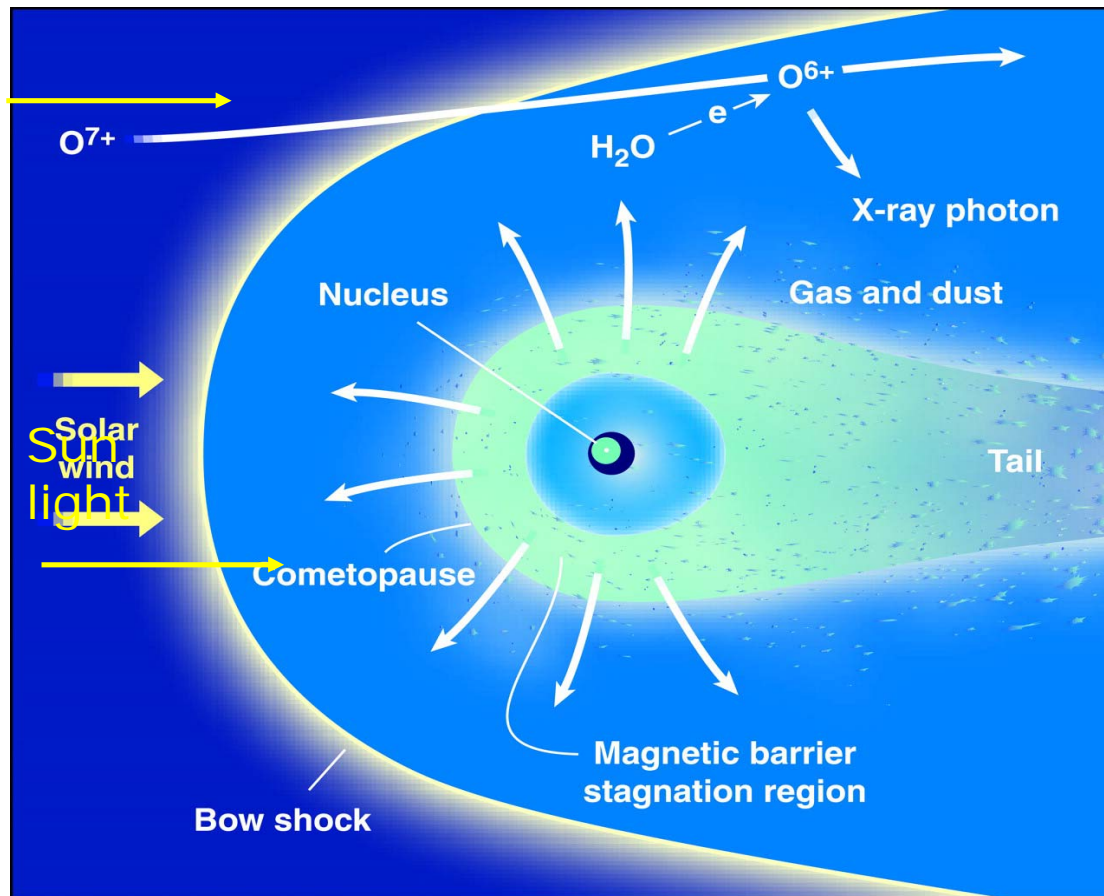 O⁶⁺
e
O⁷⁺
H₂O
X-ray photon
Gas and dust
Nucleus
Solar
wind
Sun
light
Tail
Cometopause
Magnetic barrier
stagnation region
Bow shock